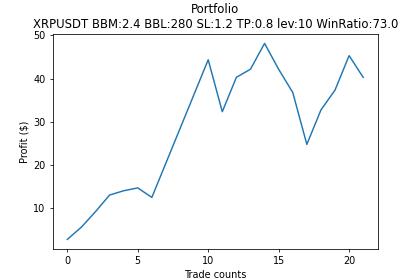 Portfolio
XRPUSDT BBM:2.4 BBL:280 SL:1.2 TP:0.8 lev:10 WinRatio:73.0
50
40
30
20
10
Profit ($)
0 5 10 15 20
Trade counts